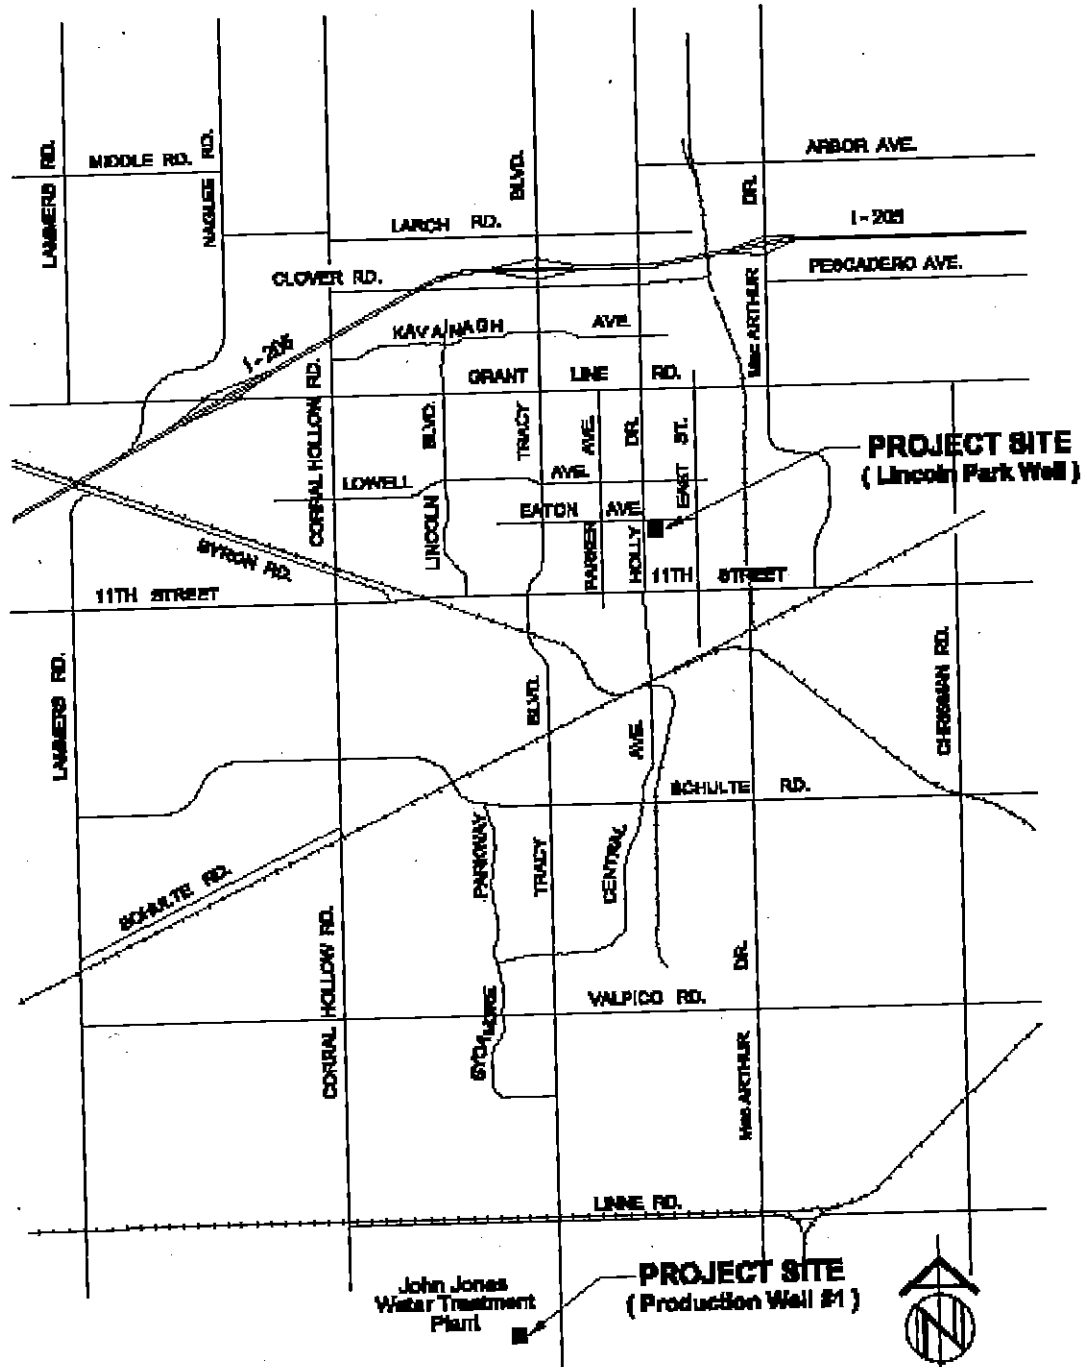 LAMMERS RD.
MIDDLE RD.
NAGLEE RD.
BLVD.
ARBOR AVE.
DR.
LARCH RD.
I-205
CLOVER RD.
PESCADERO AVE.
KAVANAGH AVE.
Mac ARTHUR
I-205
GRANT LINE RD.
CORRAL HOLLOW RD.
LINCOLN BLVD.
TRACY
PARKER AVE.
HOLLY DR.
EAST ST.
PROJECT SITE
( Lincoln Park Well )
LOWELL AVE.
EATON AVE.
BYRON RD.
11TH STREET
11TH STREET
LAMMERS RD.
BLVD.
AVE.
CHRISMAN RD.
SCHULTE RD.
PARKWAY
TRACY
CENTRAL
SCHULTE RD.
CORRAL HOLLOW RD.
DR.
VALPICO RD.
SYCAMORE
Mac ARTHUR
LINNE RD.
John Jones
Water Treatment
Plant
PROJECT SITE
( Production Well #1 )
N